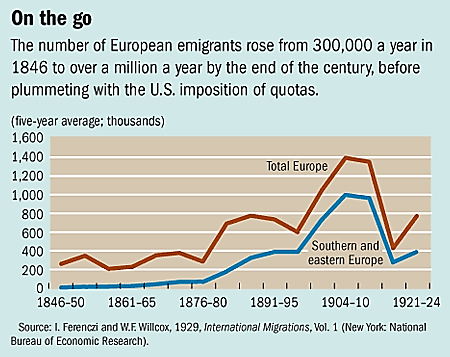 On the go
The number of European emigrants rose from 300,000 a year in
1846 to over a million a year by the end of the century, before
plummeting with the U.S. imposition of quotas.
(five-year average; thousands)
1,600
1,400
1,200
1,000
800
600
400
200
0
Total Europe
Southern and
eastern Europe
1846–50 1861–65 1876–80 1891–95 1904–10 1921–24
Source: I. Ferenczi and W.F. Willcox, 1929, International Migrations, Vol. 1 (New York: National
Bureau of Economic Research).